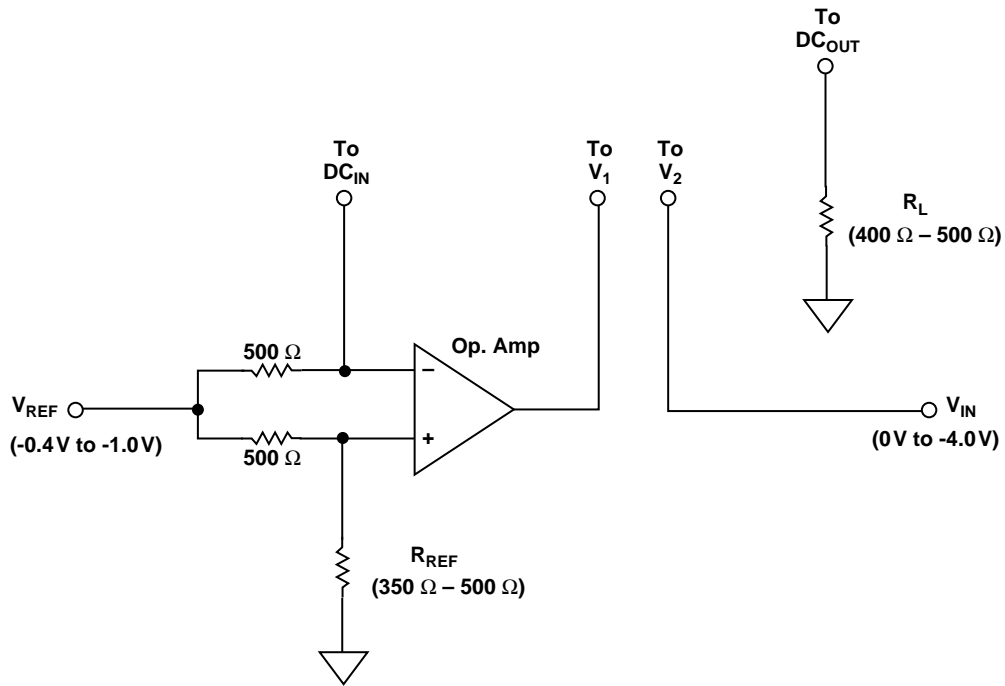 To
DC_OUT
To
DC_IN
To
V_1
To
V_2
R_L
(400 Ω – 500 Ω)
500 Ω
Op. Amp
–
V_REF
+
V_IN
(-0.4V to -1.0V)
500 Ω
(0V to -4.0V)
R_REF
(350 Ω – 500 Ω)